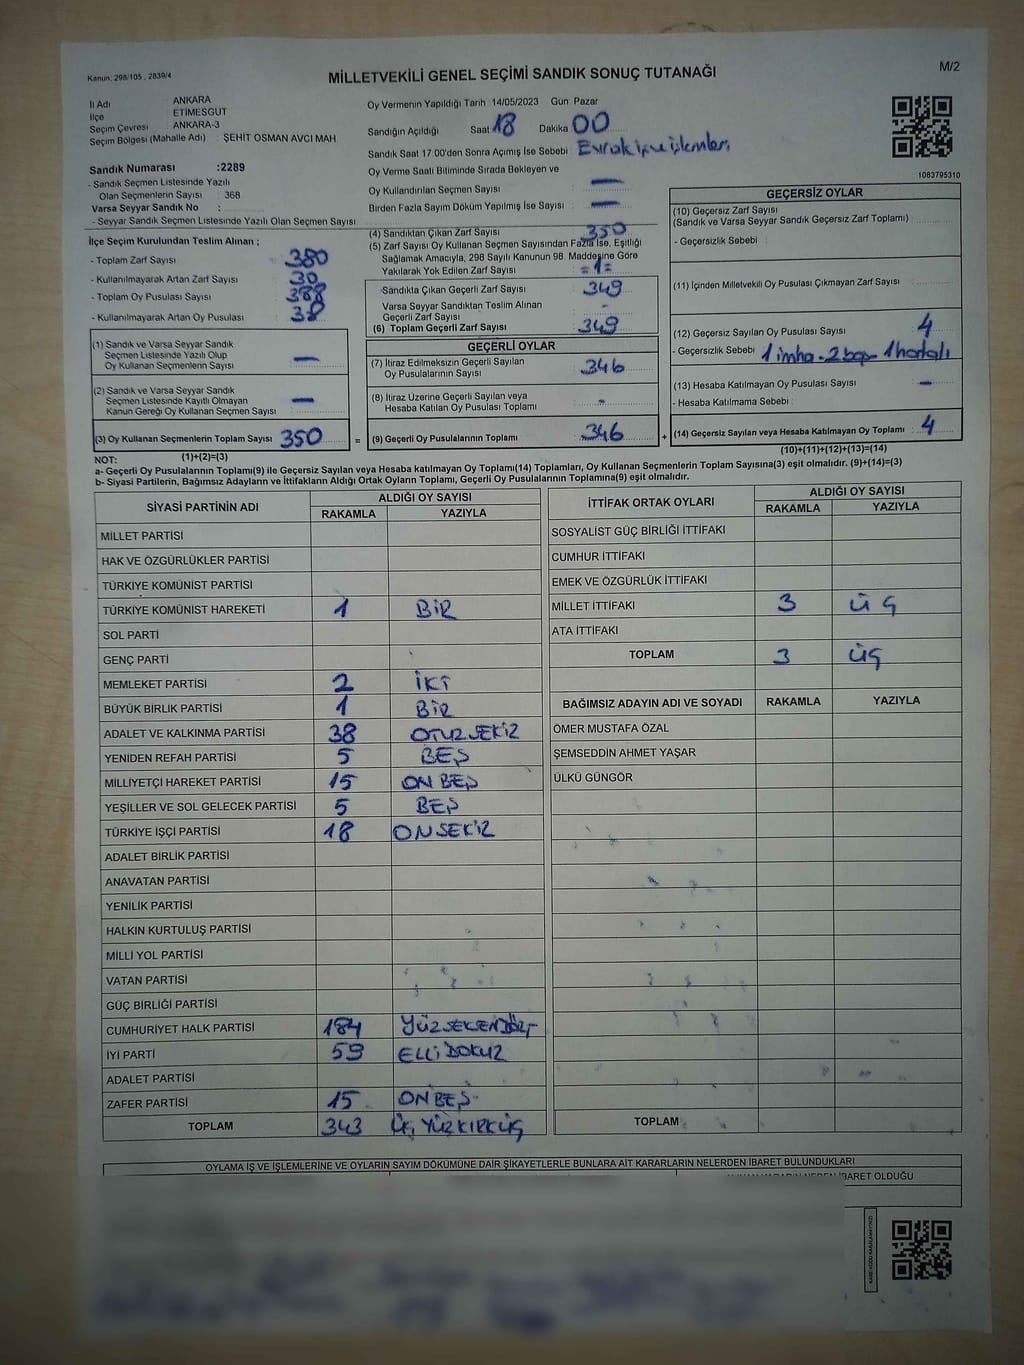 Kanun, 298/105 , 2839/4
MİLLETVEKİLİ GENEL SEÇİMİ SANDIK SONUÇ TUTANAĞI
M/2
İl Adı ANKARA
İlçe ETİMESGUT
Seçim Çevresi ANKARA-3
Seçim Bölgesi (Mahalle Adı) : ŞEHİT OSMAN AVCI MAH
Oy Vermenin Yapıldığı Tarih :14/05/2023 Gün: Pazar
Sandığın Açıldığı Saat 18 Dakika 00
Sandık Saat 17:00'den Sonra Açımış İse Sebebi : Evrak iş ve işlemleri
Oy Verme Saati Bitiminde Sırada Bekleyen ve
Oy Kullandırılan Seçmen Sayısı : —
Birden Fazla Sayım Döküm Yapılmış İse Sayısı : —
1083795310
Sandık Numarası :2289
- Sandık Seçmen Listesinde Yazılı
Olan Seçmenlerin Sayısı : 368
Varsa Seyyar Sandık No :
- Seyyar Sandık Seçmen Listesinde Yazılı Olan Seçmen Sayısı :
İlçe Seçim Kurulundan Teslim Alınan ;
- Toplam Zarf Sayısı : 380
- Kullanılmayarak Artan Zarf Sayısı : 30
- Toplam Oy Pusulası Sayısı : 388
- Kullanılmayarak Artan Oy Pusulası : 38
(4) Sandıktan Çıkan Zarf Sayısı : 350
(5) Zarf Sayısı Oy Kullanan Seçmen Sayısından Fazla İse, Eşitliği
Sağlamak Amacıyla, 298 Sayılı Kanunun 98. Maddesine Göre
Yakılarak Yok Edilen Zarf Sayısı : =1=
Sandıkta Çıkan Geçerli Zarf Sayısı : 349
Varsa Seyyar Sandıktan Teslim Alınan
Geçerli Zarf Sayısı : -
(6) Toplam Geçerli Zarf Sayısı : 349
GEÇERSİZ OYLAR
(10) Geçersiz Zarf Sayısı
(Sandık ve Varsa Seyyar Sandık Geçersiz Zarf Toplamı) :
- Geçersizlik Sebebi :
(11) İçinden Milletvekili Oy Pusulası Çıkmayan Zarf Sayısı :
(12) Geçersiz Sayılan Oy Pusulası Sayısı : 4
- Geçersizlik Sebebi : 1 imha - 2 boş 1 hatalı
(13) Hesaba Katılmayan Oy Pusulası Sayısı : -
- Hesaba Katılmama Sebebi :
(14) Geçersiz Sayılan veya Hesaba Katılmayan Oy Toplamı : 4
(10)+(11)+(12)+(13)=(14)
(1) Sandık ve Varsa Seyyar Sandık
Seçmen Listesinde Yazılı Olup
Oy Kullanan Seçmenlerin Sayısı : —
(2) Sandık ve Varsa Seyyar Sandık
Seçmen Listesinde Kayıtlı Olmayan
Kanun Gereği Oy Kullanan Seçmen Sayısı : —
(3) Oy Kullanan Seçmenlerin Toplam Sayısı : 350 =
(1)+(2)=(3)
GEÇERLİ OYLAR
(7) İtiraz Edilmeksizin Geçerli Sayılan
Oy Pusulalarının Sayısı : 346
(8) İtiraz Üzerine Geçerli Sayılan veya
Hesaba Katılan Oy Pusulası Toplamı : -
(9) Geçerli Oy Pusulalarının Toplamı : 346 +
NOT:
a- Geçerli Oy Pusulalarının Toplamı(9) ile Geçersiz Sayılan veya Hesaba katılmayan Oy Toplamı(14) Toplamları, Oy Kullanan Seçmenlerin Toplam Sayısına(3) eşit olmalıdır. (9)+(14)=(3)
b- Siyasi Partilerin, Bağımsız Adayların ve İttifakların Aldığı Ortak Oyların Toplamı, Geçerli Oy Pusulalarının Toplamına(9) eşit olmalıdır.
SİYASİ PARTİNİN ADI ALDIĞI OY SAYISI
RAKAMLA YAZIYLA
MİLLET PARTİSİ
HAK VE ÖZGÜRLÜKLER PARTİSİ
TÜRKİYE KOMÜNİST PARTİSİ
TÜRKİYE KOMÜNİST HAREKETİ 1 BİR
SOL PARTİ
GENÇ PARTİ
MEMLEKET PARTİSİ 2 İKİ
BÜYÜK BİRLİK PARTİSİ 1 BİR
ADALET VE KALKINMA PARTİSİ 38 OTUZSEKİZ
YENİDEN REFAH PARTİSİ 5 BEŞ
MİLLİYETÇİ HAREKET PARTİSİ 15 ONBEŞ
YEŞİLLER VE SOL GELECEK PARTİSİ 5 BEŞ
TÜRKİYE İŞÇİ PARTİSİ 18 ONSEKİZ
ADALET BİRLİK PARTİSİ
ANAVATAN PARTİSİ
YENİLİK PARTİSİ
HALKIN KURTULUŞ PARTİSİ
MİLLİ YOL PARTİSİ
VATAN PARTİSİ
GÜÇ BİRLİĞİ PARTİSİ
CUMHURİYET HALK PARTİSİ 184 YÜZSEKSENDÖRT
İYİ PARTİ 59 ELLİDOKUZ
ADALET PARTİSİ
ZAFER PARTİSİ 15 ONBEŞ
TOPLAM 343 ÜÇYÜZKIRKÜÇ
İTTİFAK ORTAK OYLARI ALDIĞI OY SAYISI
RAKAMLA YAZIYLA
SOSYALİST GÜÇ BİRLİĞİ İTTİFAKI
CUMHUR İTTİFAKI
EMEK VE ÖZGÜRLÜK İTTİFAKI
MİLLET İTTİFAKI 3 ÜÇ
ATA İTTİFAKI
TOPLAM 3 ÜÇ
BAĞIMSIZ ADAYIN ADI VE SOYADI RAKAMLA YAZIYLA
ÖMER MUSTAFA ÖZAL
ŞEMSEDDİN AHMET YAŞAR
ÜLKÜ GÜNGÖR
TOPLAM
OYLAMA İŞ VE İŞLEMLERİNE VE OYLARIN SAYIM DÖKÜMÜNE DAİR ŞİKAYETLERLE BUNLARA AİT KARARLARIN NELERDEN İBARET BULUNDUKLARI
İBARET OLDUĞU